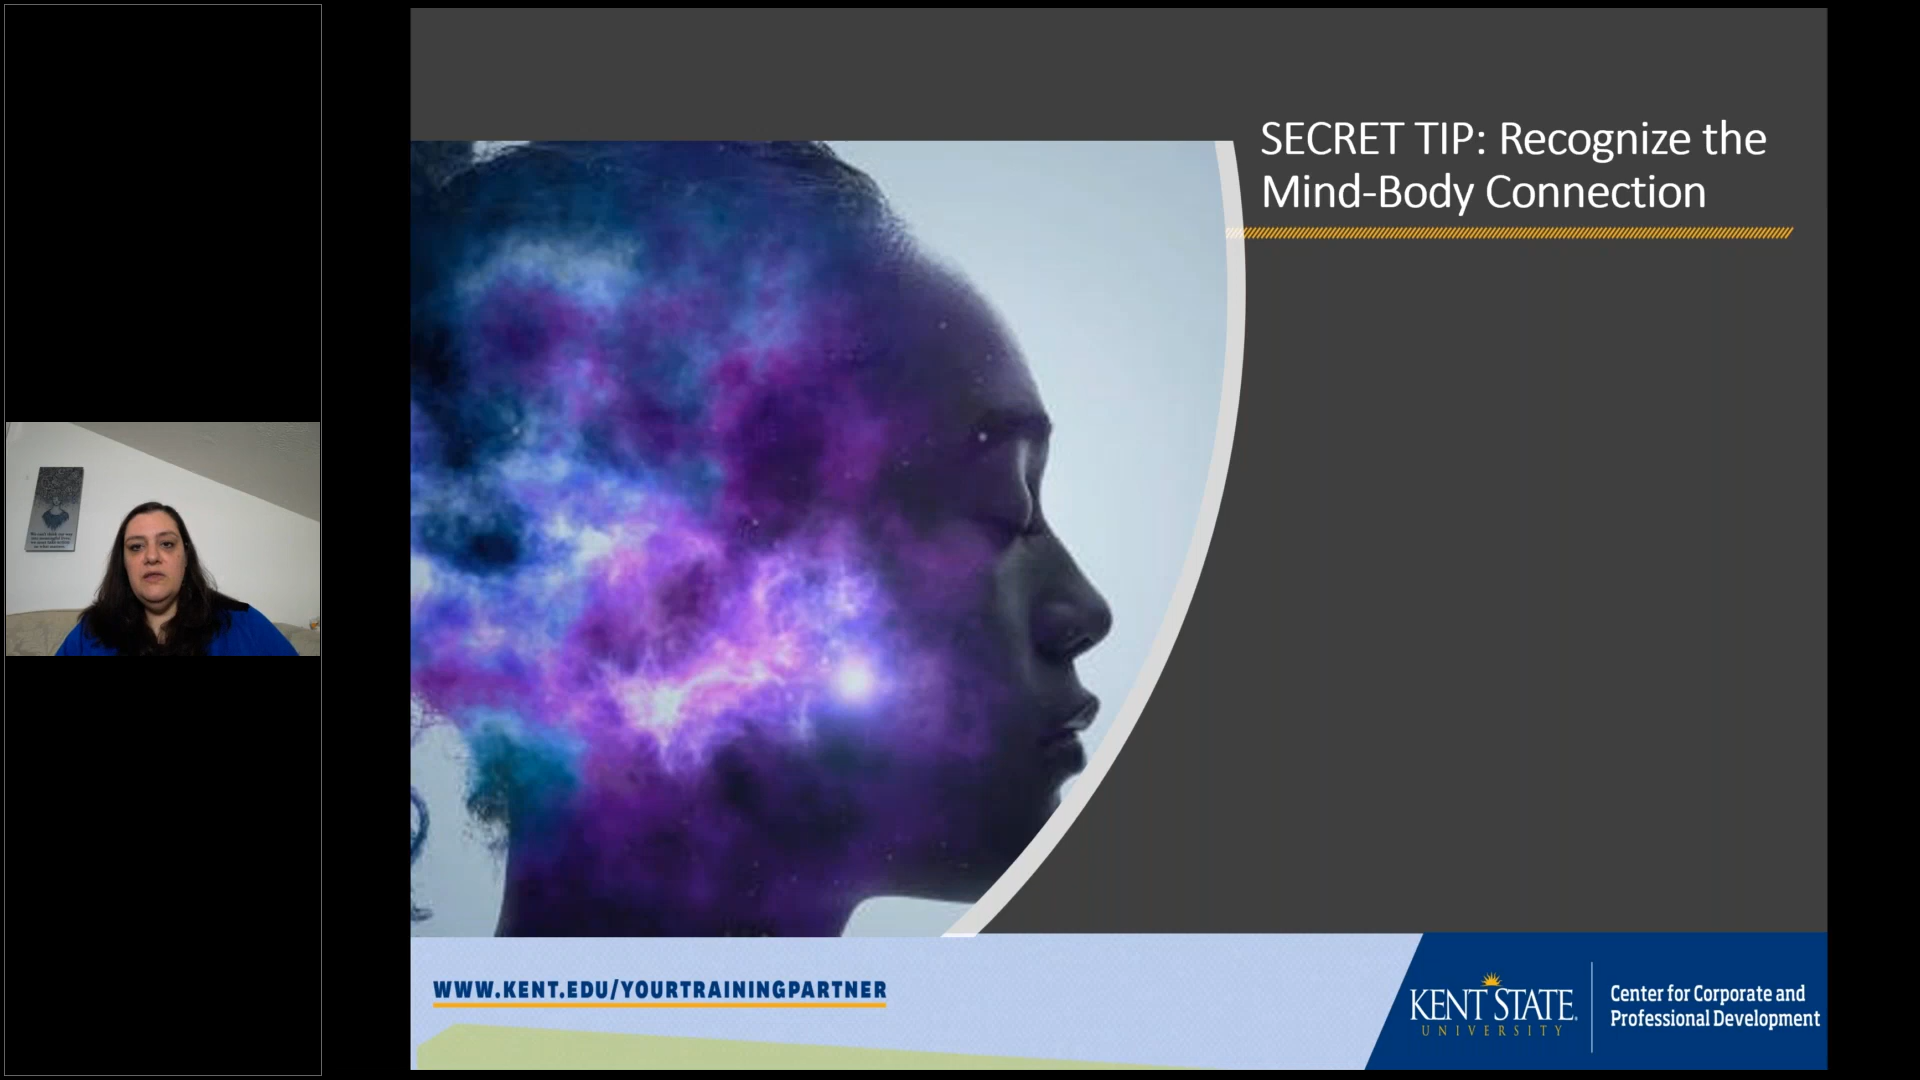 SECRET TIP: Recognize the
Mind-Body Connection
WWW.KENT.EDU/YOURTRAININGPARTNER
KENT STATE
UNIVERSITY
Center for Corporate and
Professional Development